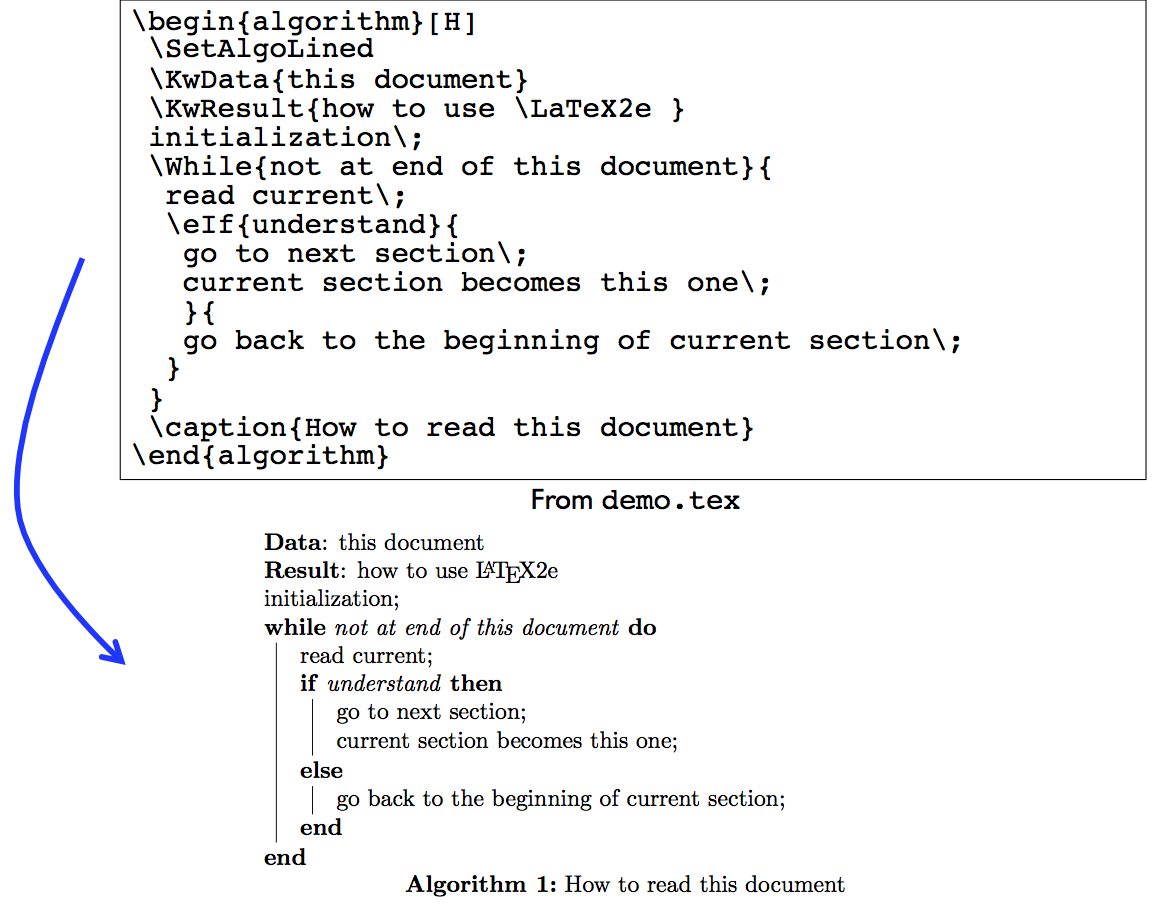 \begin{algorithm}[H]
\SetAlgoLined
\KwData{this document}
\KwResult{how to use \LaTeX2e }
initialization\;
\While{not at end of this document}{
read current\;
\eIf{understand}{
go to next section\;
current section becomes this one\;
}{
go back to the beginning of current section\;
}
}
\caption{How to read this document}
\end{algorithm}
From demo.tex
Data: this document
Result: how to use LATEX2e
initialization;
while not at end of this document do
read current;
if understand then
go to next section;
current section becomes this one;
else
go back to the beginning of current section;
end
end
Algorithm 1: How to read this document